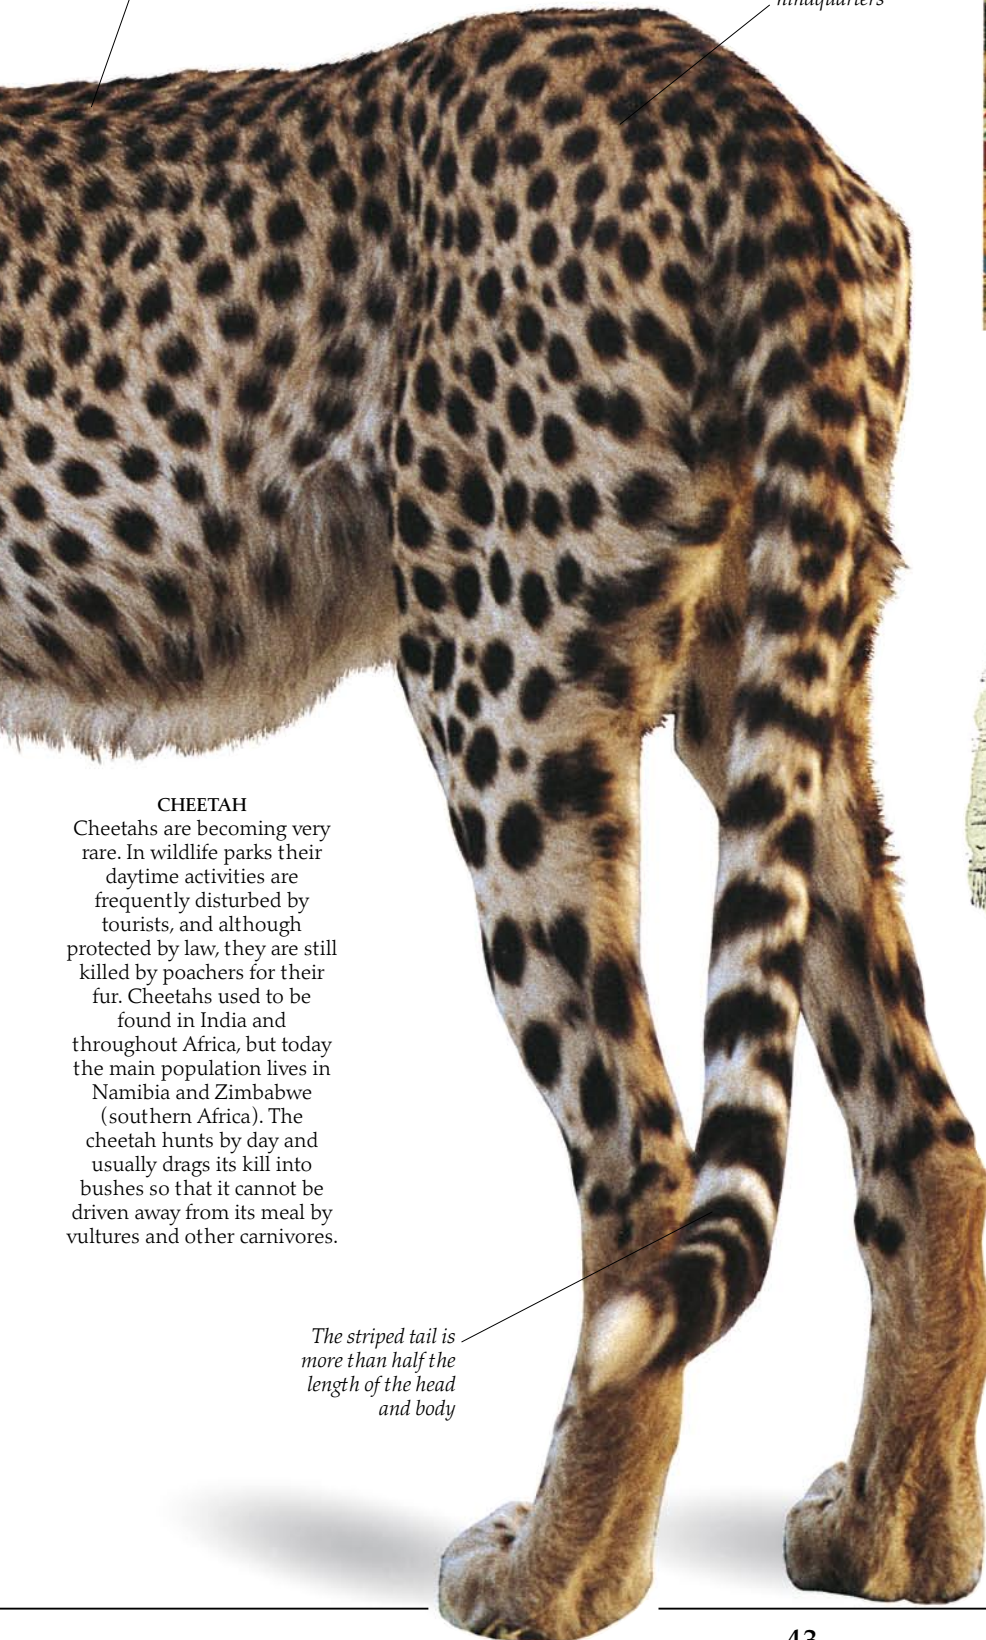 hindquarters
CHEETAH
Cheetahs are becoming very
rare. In wildlife parks their
daytime activities are
frequently disturbed by
tourists, and although
protected by law, they are still
killed by poachers for their
fur. Cheetahs used to be
found in India and
throughout Africa, but today
the main population lives in
Namibia and Zimbabwe
(southern Africa). The
cheetah hunts by day and
usually drags its kill into
bushes so that it cannot be
driven away from its meal by
vultures and other carnivores.
The striped tail is
more than half the
length of the head
and body
43